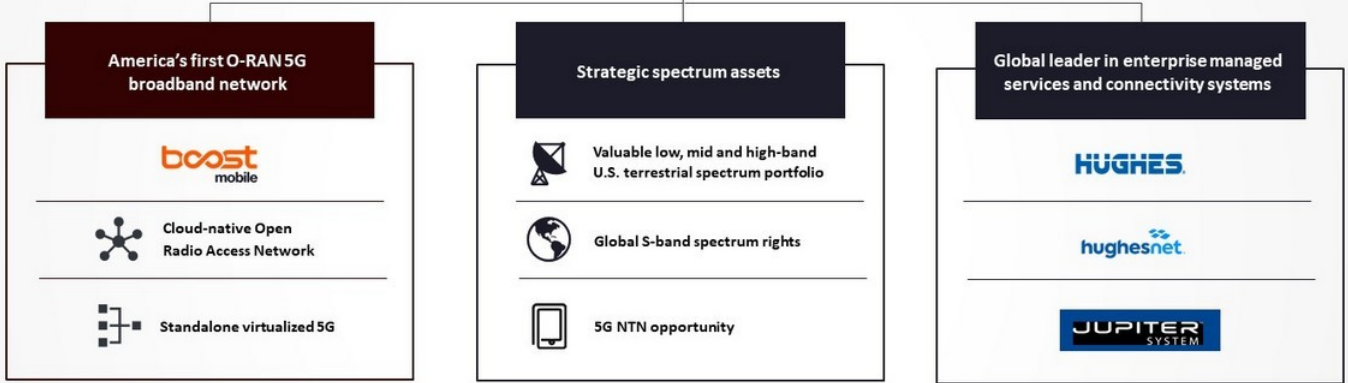 America's first O-RAN 5G
broadband network
boost
mobile
Cloud-native Open
Radio Access Network
Standalone virtualized 5G
Strategic spectrum assets
Valuable low, mid and high-band
U.S. terrestrial spectrum portfolio
Global S-band spectrum rights
5G NTN opportunity
Global leader in enterprise managed
services and connectivity systems
HUGHES.
hughesnet.
JUPITER
SYSTEM